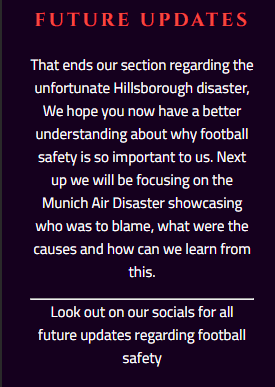 FUTURE UPDATES
That ends our section regarding the
unfortunate Hillsborough disaster,
We hope you now have a better
understanding about why football
safety is so important to us. Next
up we will be focusing on the
Munich Air Disaster showcasing
who was to blame, what were the
causes and how can we learn from
this.
Look out on our socials for all
future updates regarding football
safety